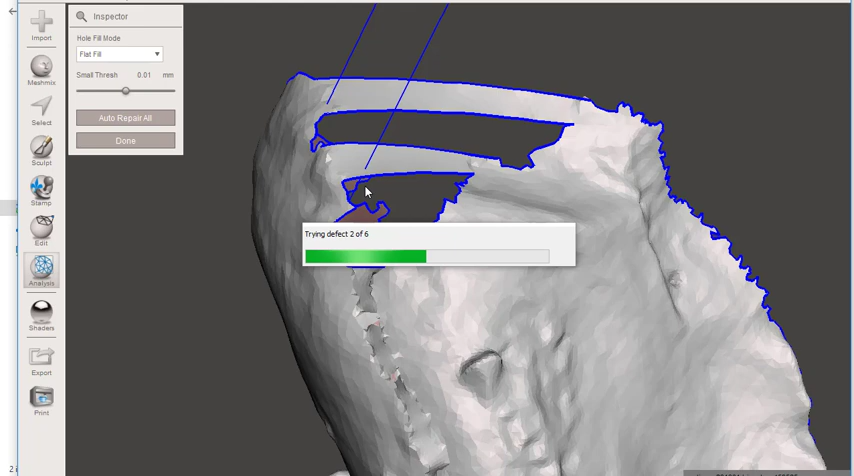 Import
Meshmix
Select
Sculpt
Stamp
Edit
Analysis
Shaders
Export
Print
Inspector
Hole Fill Mode
Flat Fill
Small Thresh 0.01 mm
Auto Repair All
Done
Trying defect 2 of 6